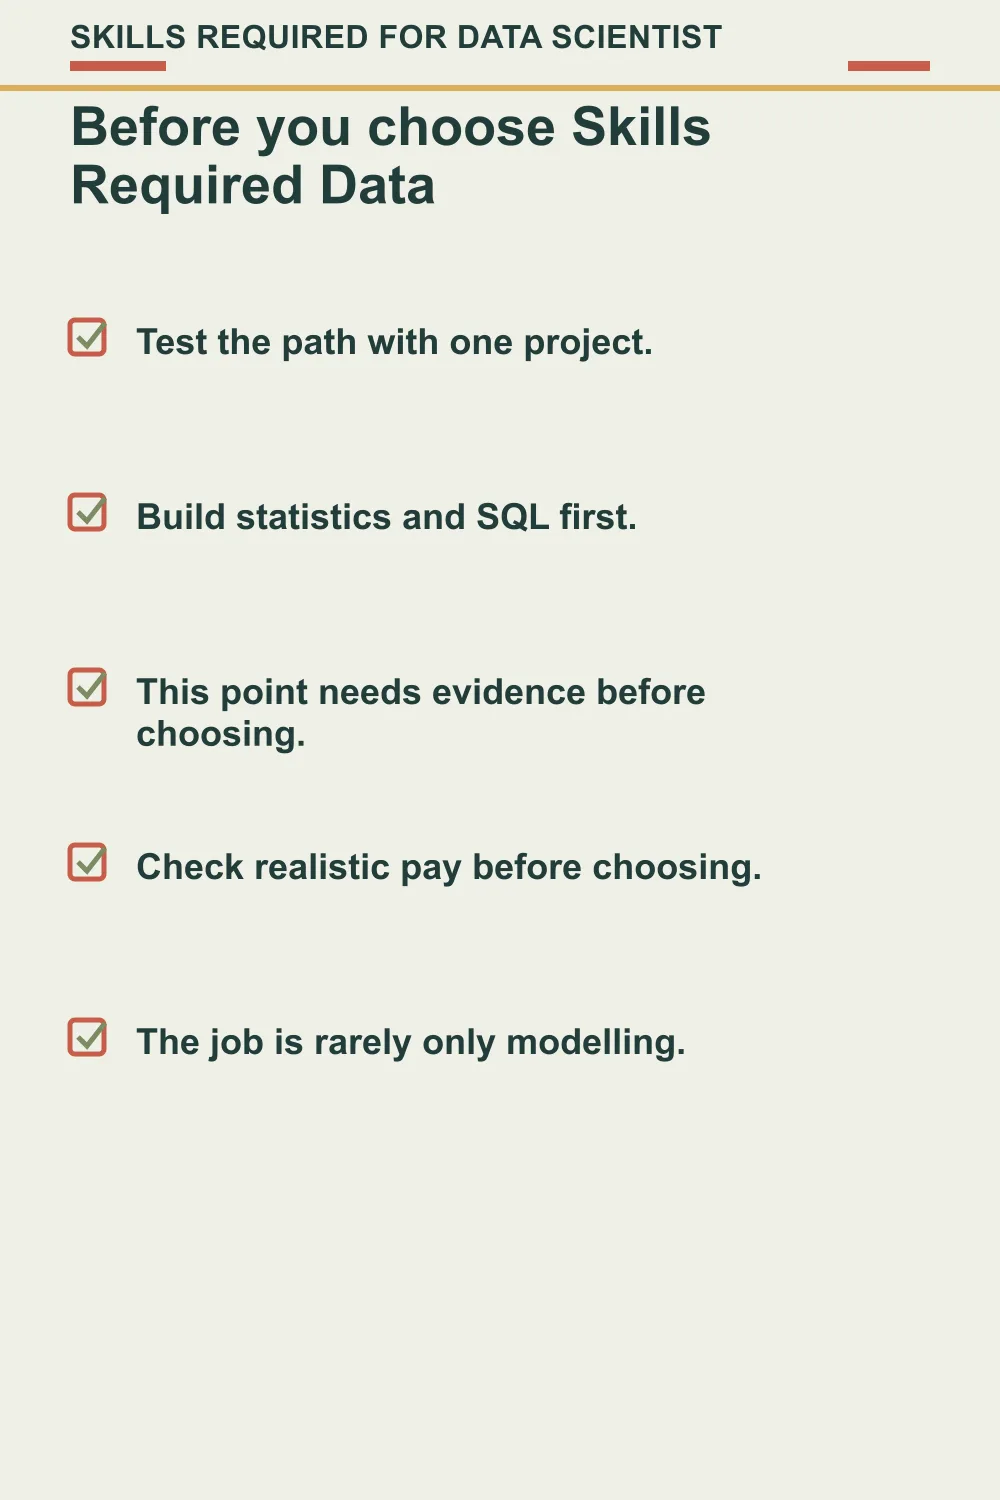 SKILLS REQUIRED FOR DATA SCIENTIST
Before you choose Skills
Required Data
Test the path with one project.
Build statistics and SQL first.
This point needs evidence before
choosing.
Check realistic pay before choosing.
The job is rarely only modelling.